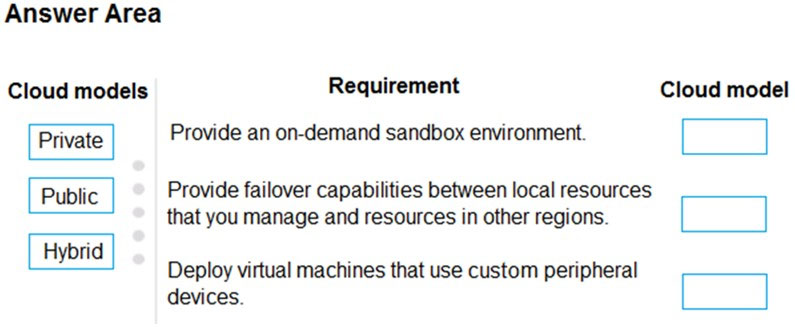 Answer Area
Cloud models
Requirement
Cloud model
Private
Provide an on-demand sandbox environment.
Public
Provide failover capabilities between local resources
that you manage and resources in other regions.
Hybrid
Deploy virtual machines that use custom peripheral
devices.